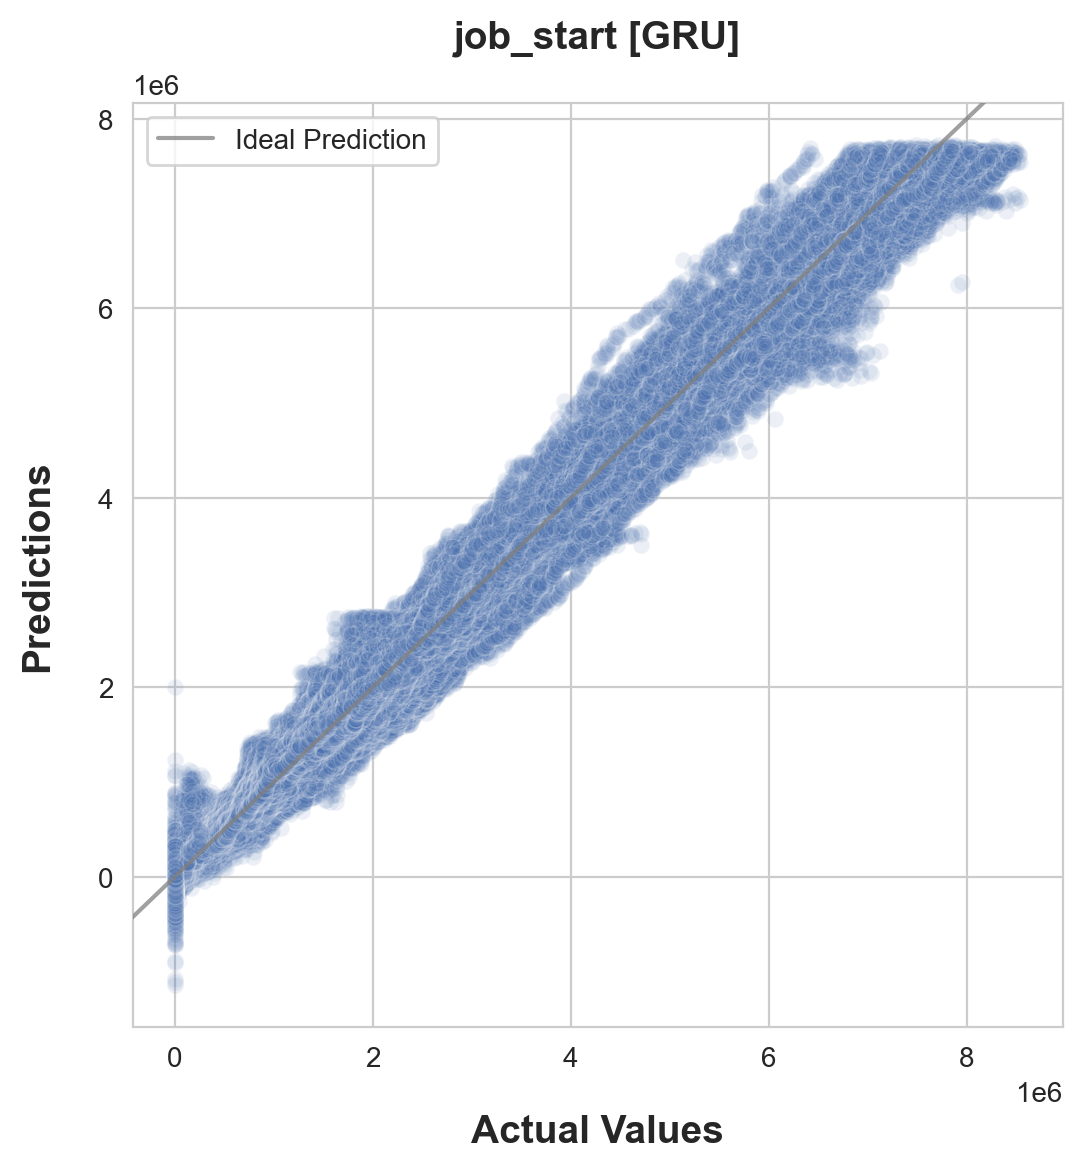 job_start [GRU]
1e6
Ideal Prediction
8
6
4
2
0
Predictions
0 2 4 6 8
1e6
Actual Values